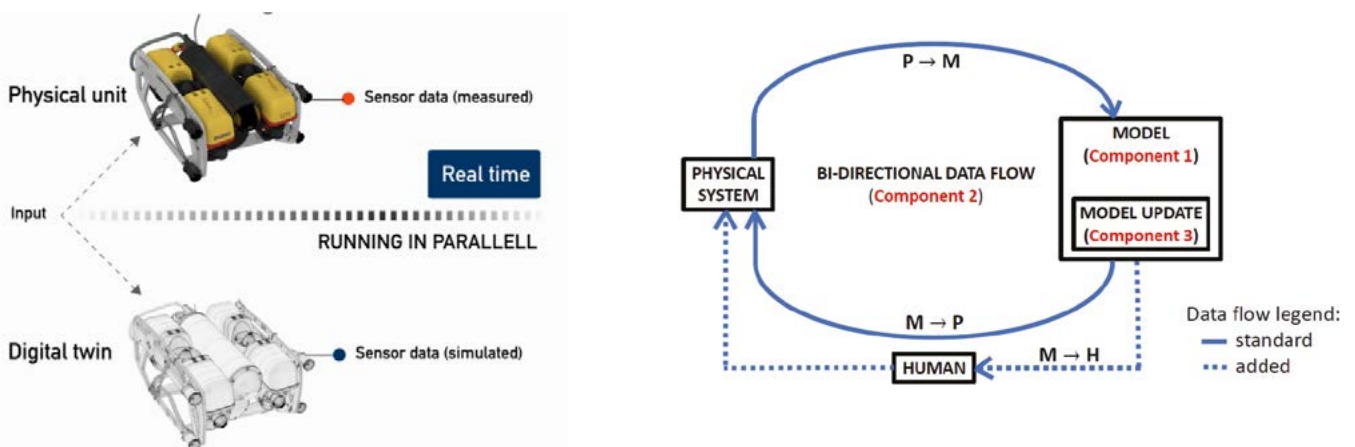 Physical unit
Sensor data (measured)
Real time
Input
RUNNING IN PARALLELL
Digital twin
Sensor data (simulated)
P → M
MODEL
(Component 1)
PHYSICAL
SYSTEM
BI-DIRECTIONAL DATA FLOW
(Component 2)
MODEL UPDATE
(Component 3)
M → P
HUMAN
M → H
Data flow legend:
standard
added